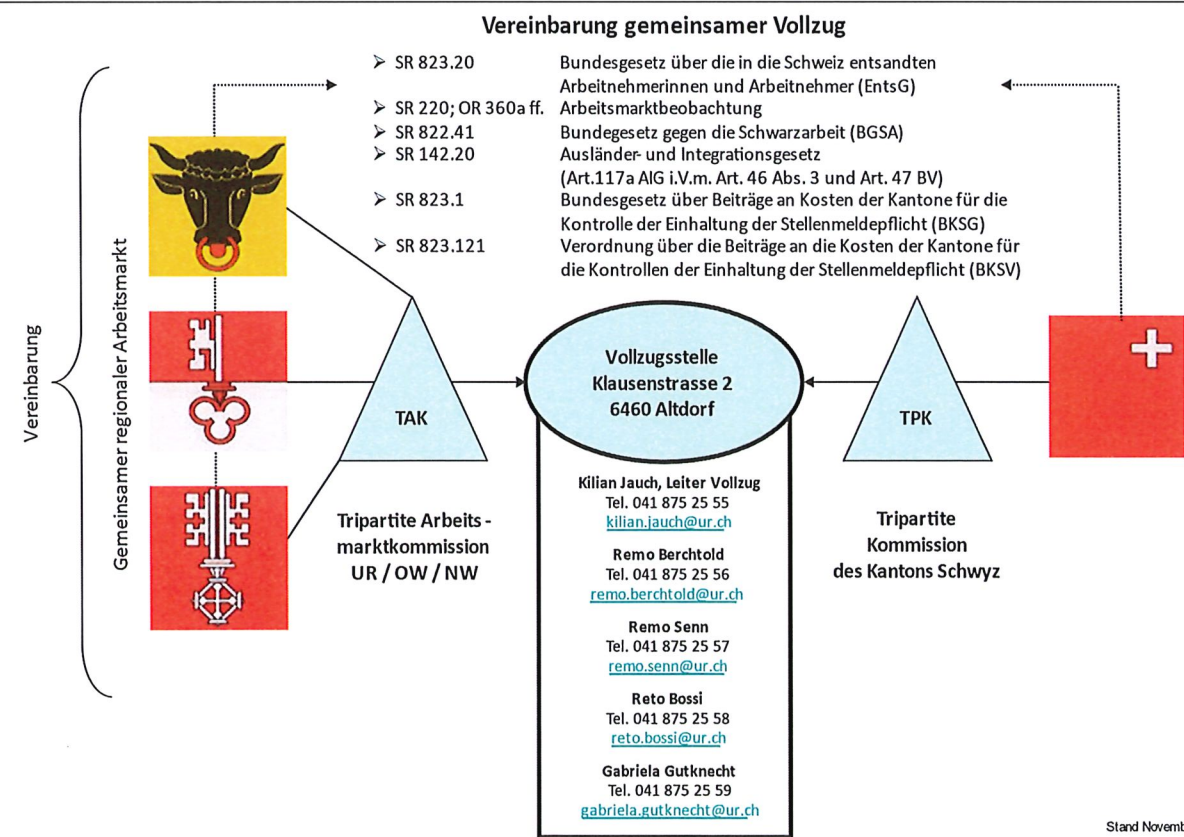 Vereinbarung gemeinsamer Vollzug
➢ SR 823.20 Bundesgesetz über die in die Schweiz entsandten
Arbeitnehmerinnen und Arbeitnehmer (EntsG)
➢ SR 220; OR 360a ff. Arbeitsmarktbeobachtung
➢ SR 822.41 Bundegesetz gegen die Schwarzarbeit (BGSA)
➢ SR 142.20 Ausländer- und Integrationsgesetz
(Art.117a AIG i.V.m. Art. 46 Abs. 3 und Art. 47 BV)
➢ SR 823.1 Bundesgesetz über Beiträge an Kosten der Kantone für die
Kontrolle der Einhaltung der Stellenmeldepflicht (BKSG)
➢ SR 823.121 Verordnung über die Beiträge an die Kosten der Kantone für
die Kontrollen der Einhaltung der Stellenmeldepflicht (BKSV)
Vereinbarung
Gemeinsamer regionaler Arbeitsmarkt
TAK
Tripartite Arbeits -
marktkommission
UR / OW / NW
Vollzugsstelle
Klausenstrasse 2
6460 Altdorf
Kilian Jauch, Leiter Vollzug
Tel. 041 875 25 55
kilian.jauch@ur.ch
Remo Berchtold
Tel. 041 875 25 56
remo.berchtold@ur.ch
Remo Senn
Tel. 041 875 25 57
remo.senn@ur.ch
Reto Bossi
Tel. 041 875 25 58
reto.bossi@ur.ch
Gabriela Gutknecht
Tel. 041 875 25 59
gabriela.gutknecht@ur.ch
TPK
Tripartite
Kommission
des Kantons Schwyz
Stand Novemb